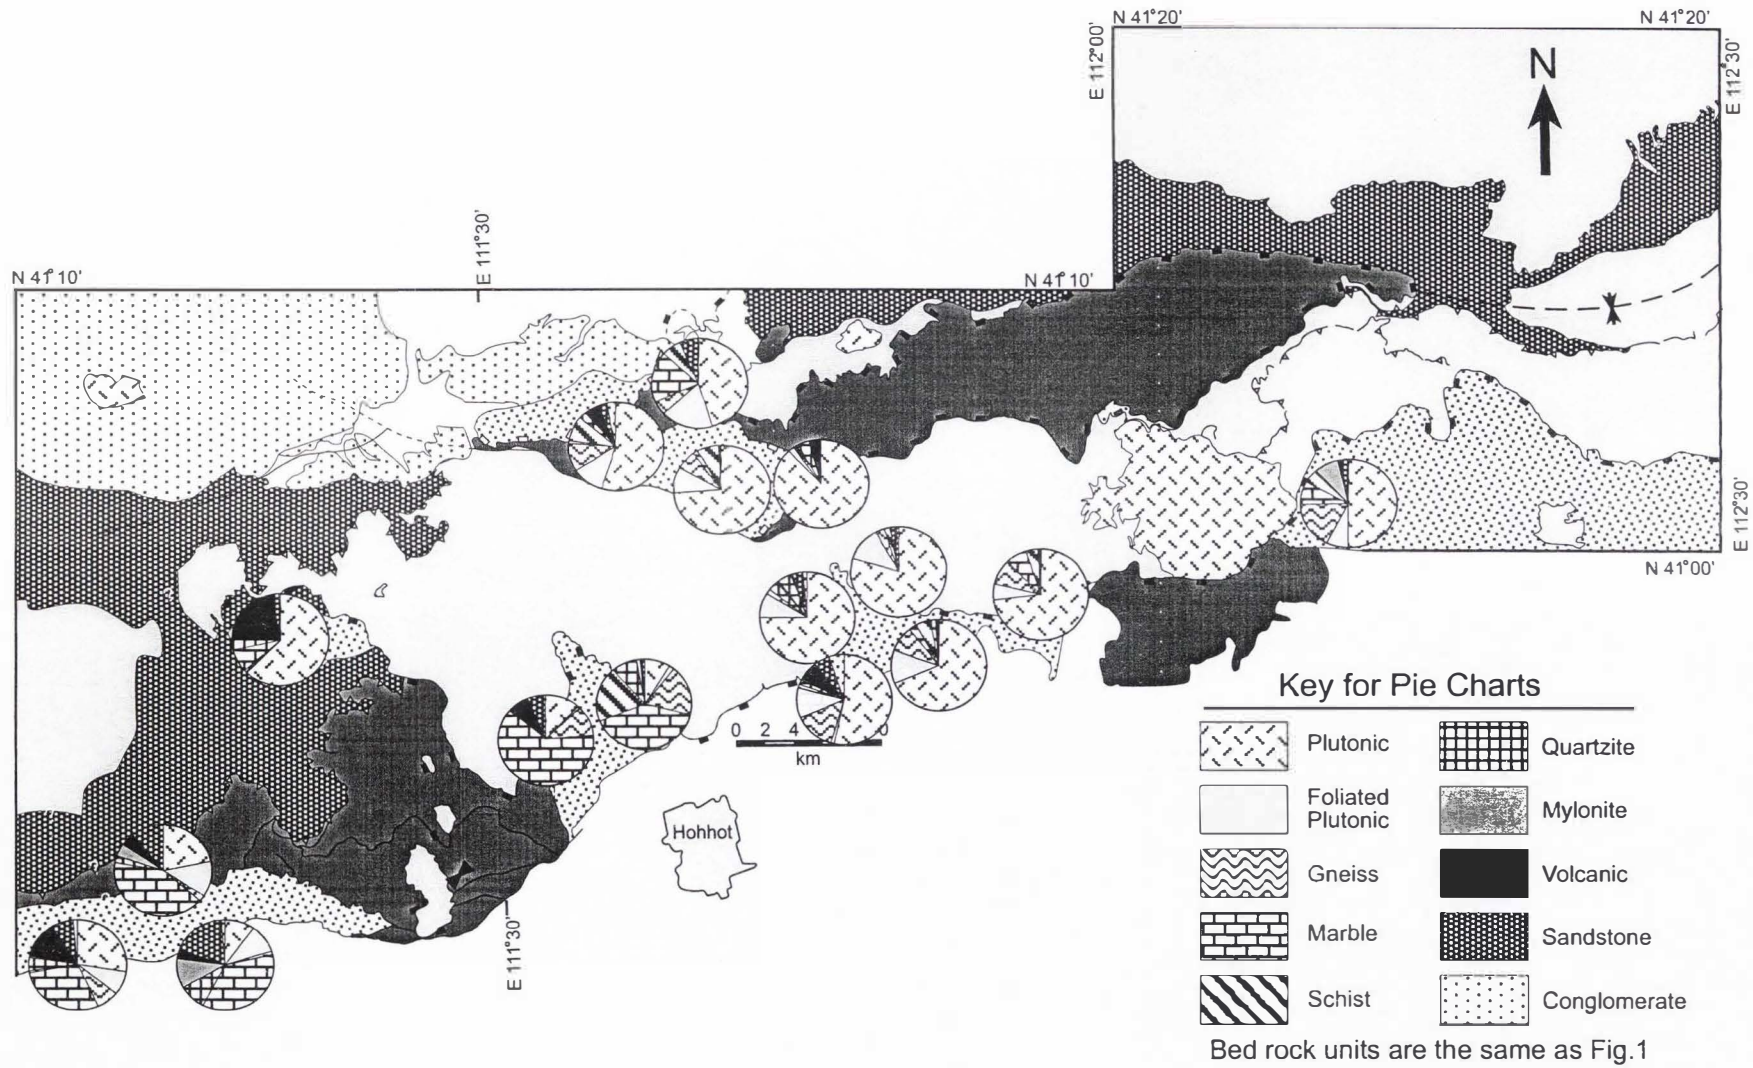 N 41°20'
N 41°20'
E 112°00'
E 112°30'
N
E 111°30'
N 41°10'
N 41°10'
E 112°30'
N 41°00'
0 2 4
km
Hohhot
E 111°30'
Key for Pie Charts
Plutonic
Quartzite
Foliated
Plutonic
Mylonite
Gneiss
Volcanic
Marble
Sandstone
Schist
Conglomerate
Bed rock units are the same as Fig.1